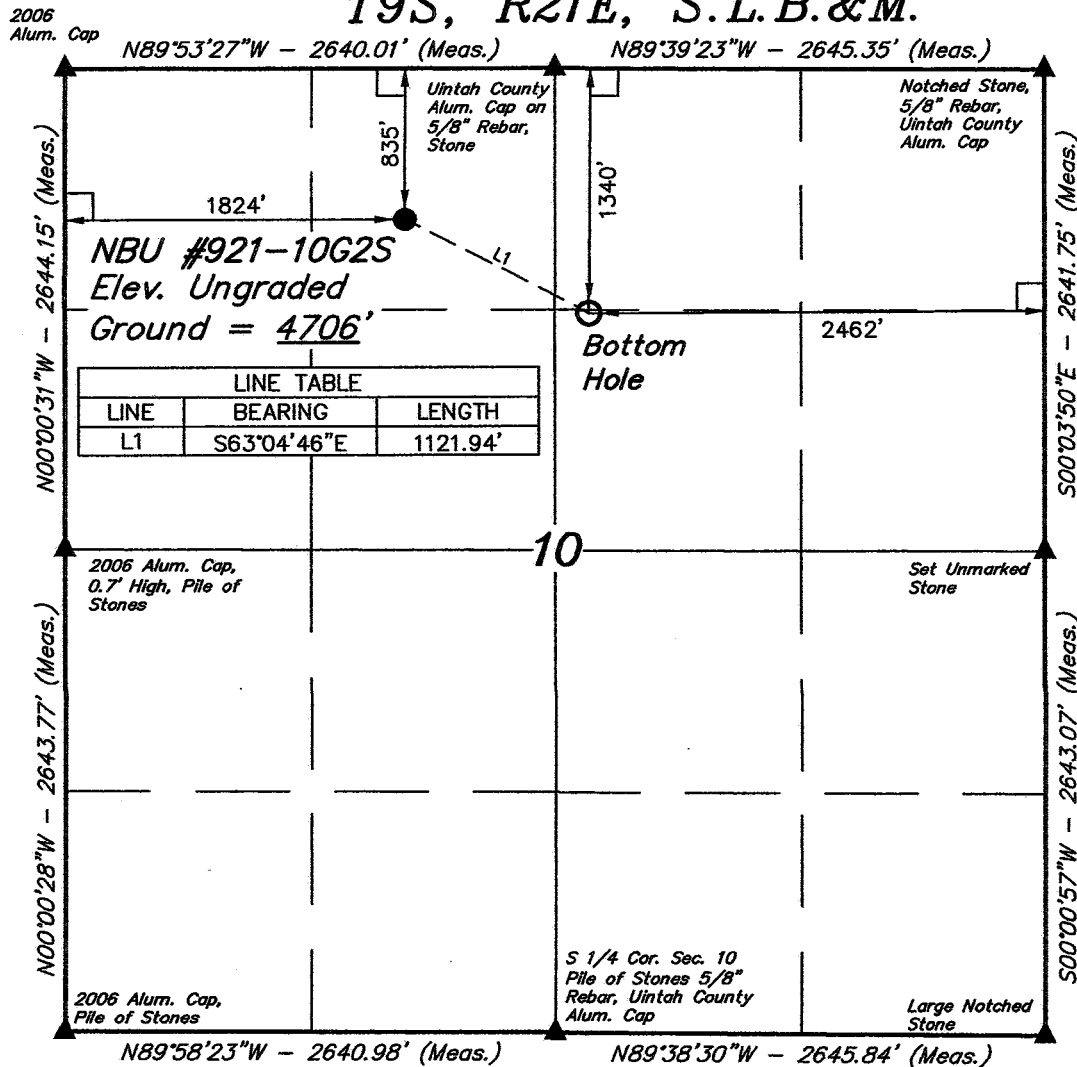 T9S, R21E, S.L.B.&M.
2006
Alum. Cap
N89°53'27"W - 2640.01' (Meas.)
N89°39'23"W - 2645.35' (Meas.)
Uintah County
Alum. Cap on
5/8" Rebar,
Stone
Notched Stone,
5/8" Rebar,
Uintah County
Alum. Cap
835'
1340'
1824'
N00°00'31"W - 2644.15' (Meas.)
S00°03'50"E - 2641.75' (Meas.)
NBU #921-10G2S
Elev. Ungraded
Ground = 4706'
L1
2462'
Bottom
Hole
LINE TABLE
LINE BEARING LENGTH
L1 S63°04'46"E 1121.94'
10
2006 Alum. Cap,
0.7' High, Pile of
Stones
Set Unmarked
Stone
N00°00'28"W - 2643.77' (Meas.)
S00°00'57"W - 2643.07' (Meas.)
S 1/4 Cor. Sec. 10
Pile of Stones 5/8"
Rebar, Uintah County
Alum. Cap
2006 Alum. Cap,
Pile of Stones
Large Notched
Stone
N89°58'23"W - 2640.98' (Meas.)
N89°38'30"W - 2645.84' (Meas.)